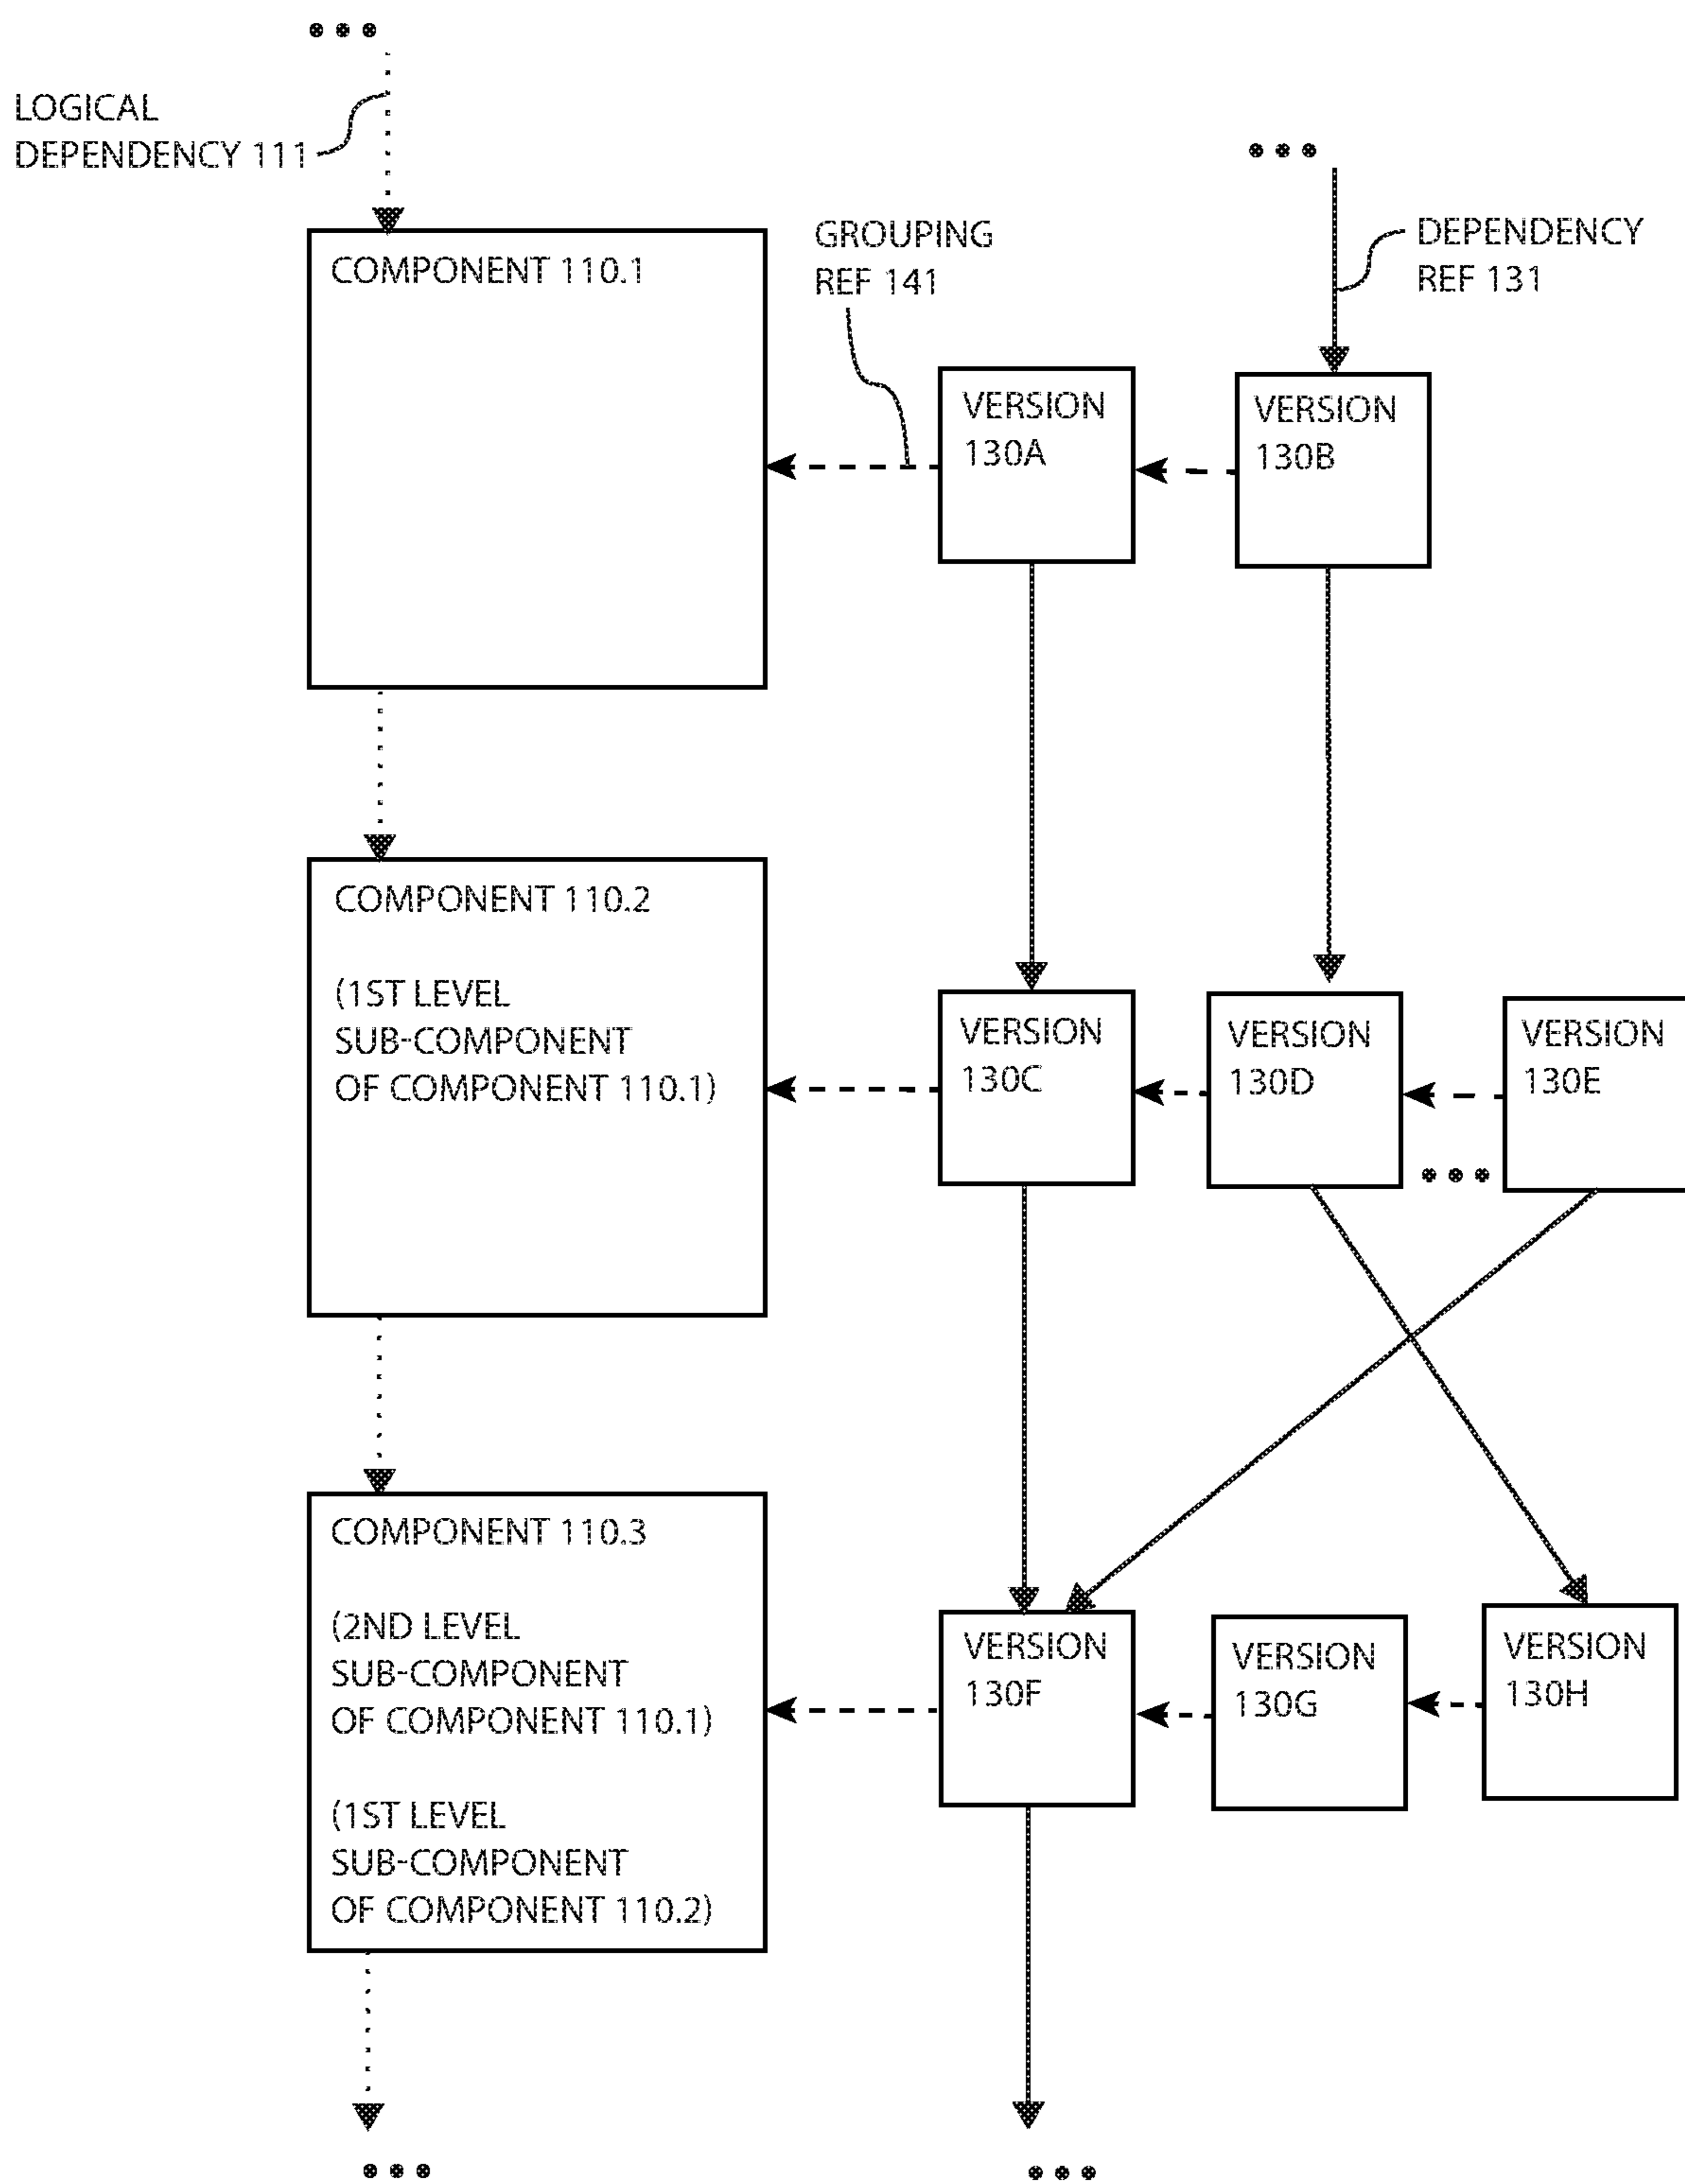 LOGICAL
DEPENDENCY 111
GROUPING
REF 141
DEPENDENCY
REF 131
COMPONENT 110.1
VERSION
130A
VERSION
130B
COMPONENT 110.2
(1ST LEVEL
SUB-COMPONENT
OF COMPONENT 110.1)
VERSION
130C
VERSION
130D
VERSION
130E
COMPONENT 110.3
(2ND LEVEL
SUB-COMPONENT
OF COMPONENT 110.1)
(1ST LEVEL
SUB-COMPONENT
OF COMPONENT 110.2)
VERSION
130F
VERSION
130G
VERSION
130H